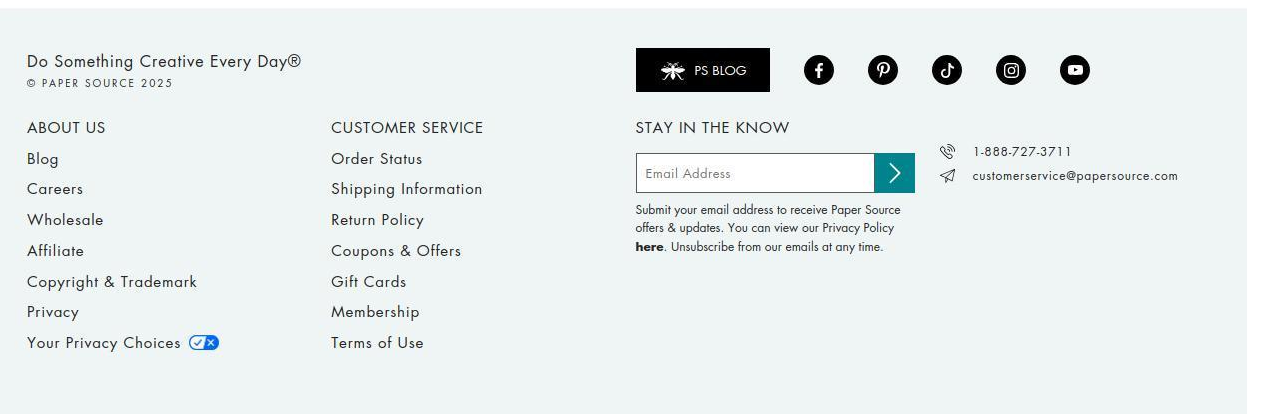 Do Something Creative Every Day®
© PAPER SOURCE 2025
PS BLOG
ABOUT US
Blog
Careers
Wholesale
Affiliate
Copyright & Trademark
Privacy
Your Privacy Choices
CUSTOMER SERVICE
Order Status
Shipping Information
Return Policy
Coupons & Offers
Gift Cards
Membership
Terms of Use
STAY IN THE KNOW
Email Address
Submit your email address to receive Paper Source
offers & updates. You can view our Privacy Policy
here. Unsubscribe from our emails at any time.
1-888-727-3711
customerservice@papersource.com